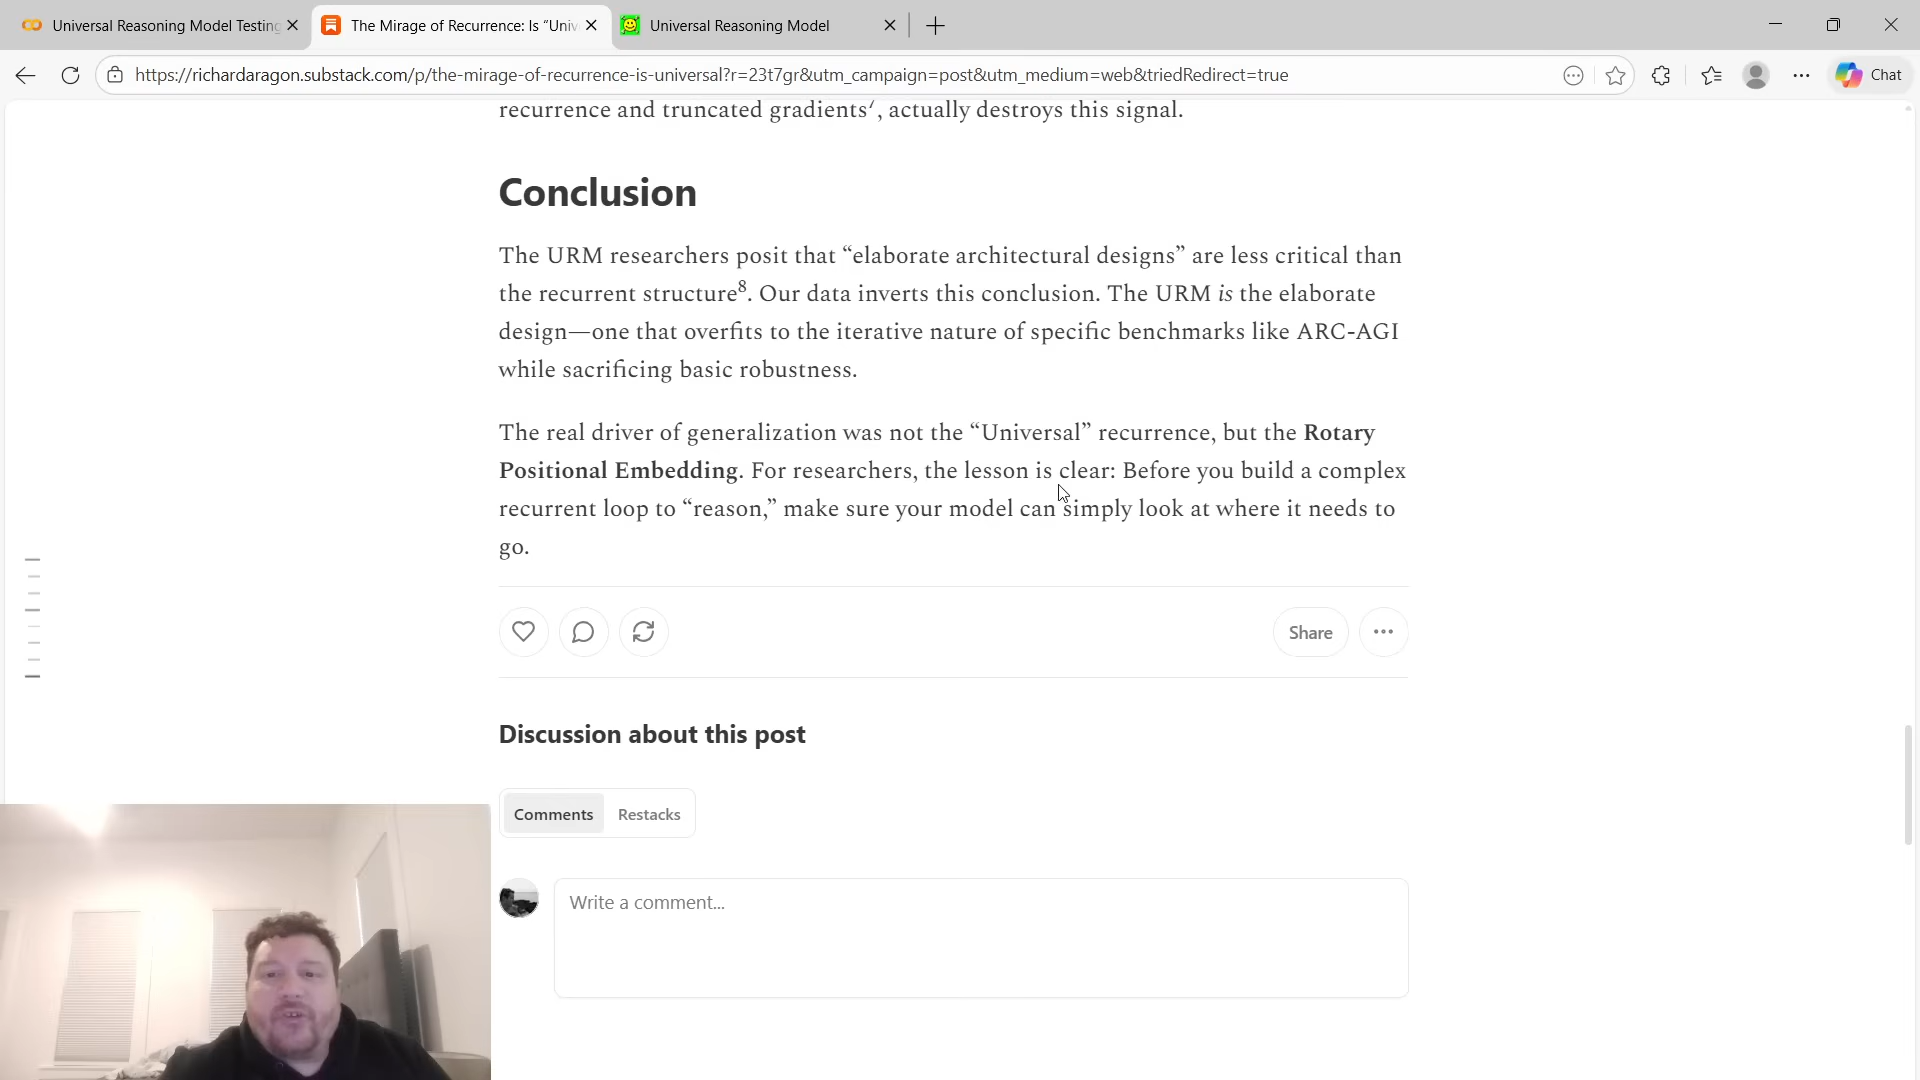 Universal Reasoning Model Testing
The Mirage of Recurrence: Is “Univ
Universal Reasoning Model
https://richardaragon.substack.com/p/the-mirage-of-recurrence-is-universal?r=23t7gr&utm_campaign=post&utm_medium=web&triedRedirect=true
Chat
recurrence and truncated gradients⁷, actually destroys this signal.
Conclusion
The URM researchers posit that “elaborate architectural designs” are less critical than
the recurrent structure⁸. Our data inverts this conclusion. The URM is the elaborate
design—one that overfits to the iterative nature of specific benchmarks like ARC-AGI
while sacrificing basic robustness.
The real driver of generalization was not the “Universal” recurrence, but the Rotary
Positional Embedding. For researchers, the lesson is clear: Before you build a complex
recurrent loop to “reason,” make sure your model can simply look at where it needs to
go.
Share
Discussion about this post
Comments
Restacks
Write a comment...